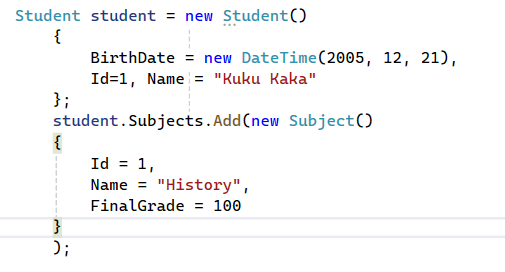 Student student = new Student()
{
BirthDate = new DateTime(2005, 12, 21),
Id=1, Name = "Kuku Kaka"
};
student.Subjects.Add(new Subject()
{
Id = 1,
Name = "History",
FinalGrade = 100
}
);